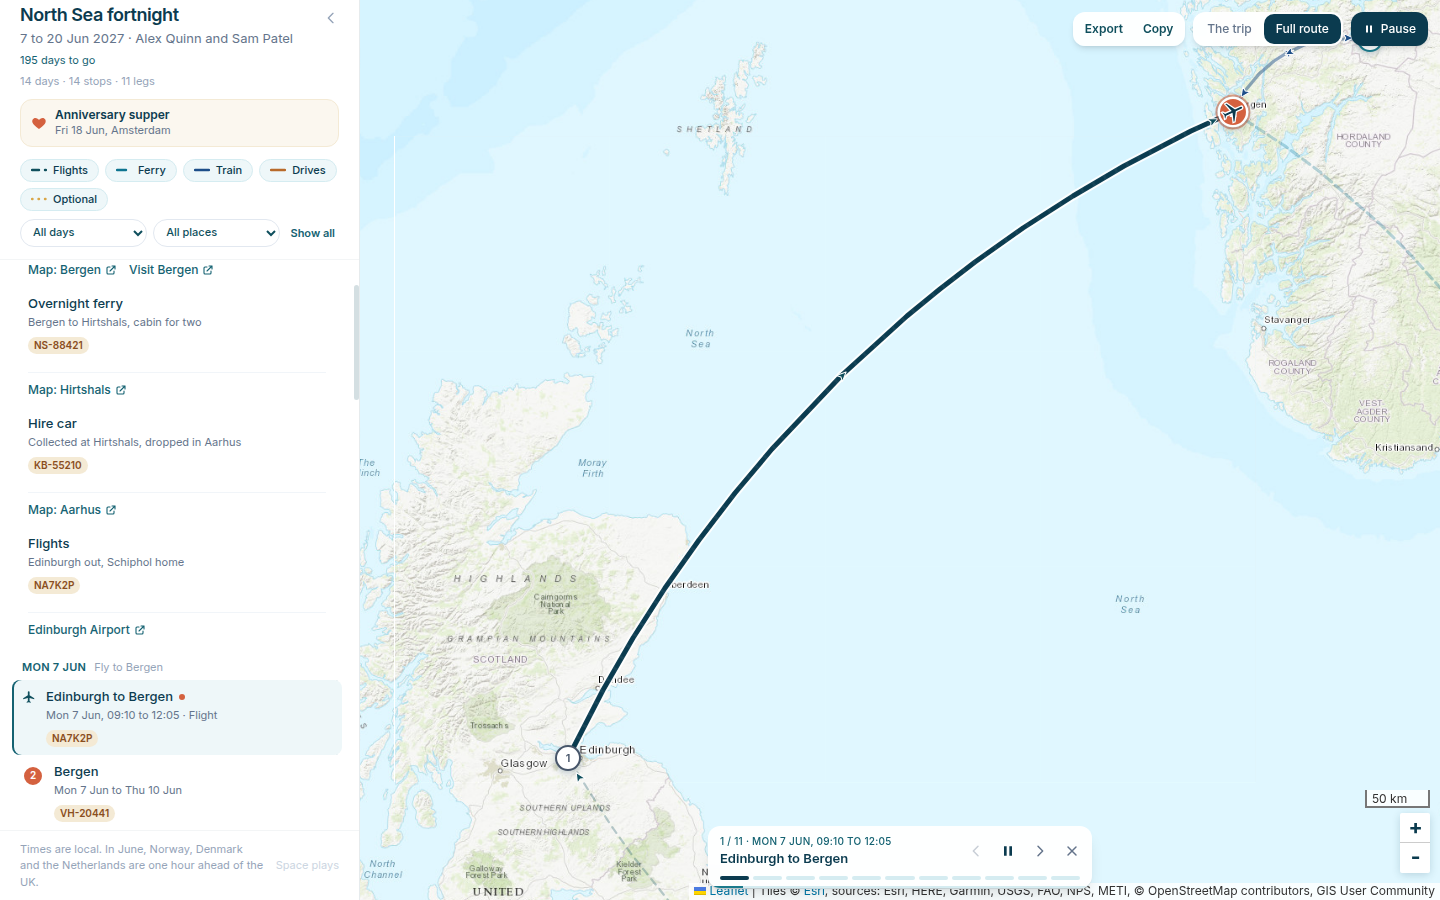 North Sea fortnight
7 to 20 Jun 2027 · Alex Quinn and Sam Patel
195 days to go
14 days · 14 stops · 11 legs
Anniversary supper
Fri 18 Jun, Amsterdam
Flights
Ferry
Train
Drives
Optional
All days
All places
Show all
Map: Bergen
Visit Bergen
Overnight ferry
Bergen to Hirtshals, cabin for two
NS-88421
Map: Hirtshals
Hire car
Collected at Hirtshals, dropped in Aarhus
KB-55210
Map: Aarhus
Flights
Edinburgh out, Schiphol home
NA7K2P
Edinburgh Airport
MON 7 JUN Fly to Bergen
Edinburgh to Bergen
Mon 7 Jun, 09:10 to 12:05 · Flight
NA7K2P
2
Bergen
Mon 7 Jun to Thu 10 Jun
VH-20441
Times are local. In June, Norway, Denmark
and the Netherlands are one hour ahead of the
UK.
Space plays
Export
Copy
The trip
Full route
Pause
SHETLAND
HORDALAND
COUNTY
North
Sea
Stavanger
ROGALAND
COUNTY
VEST-
AGDER
COUNTY
Kristiansand
The
Moray
Firth
HIGHLANDS
Cairngorms
National
Park
GRAMPIAN MOUNTAINS
SCOTLAND
North
Sea
Trossachs
1
Edinburgh
Glasgow
SOUTHERN UPLANDS
SOUTHERN HIGHLANDS
North
Channel
Galloway
Forest Park
Kielder
Forest Park
UNITED
50 km
+
-
1 / 11 · MON 7 JUN, 09:10 TO 12:05
Edinburgh to Bergen
Leaflet | Tiles © Esri, sources: Esri, HERE, Garmin, USGS, FAO, NPS, METI, © OpenStreetMap contributors, GIS User Community